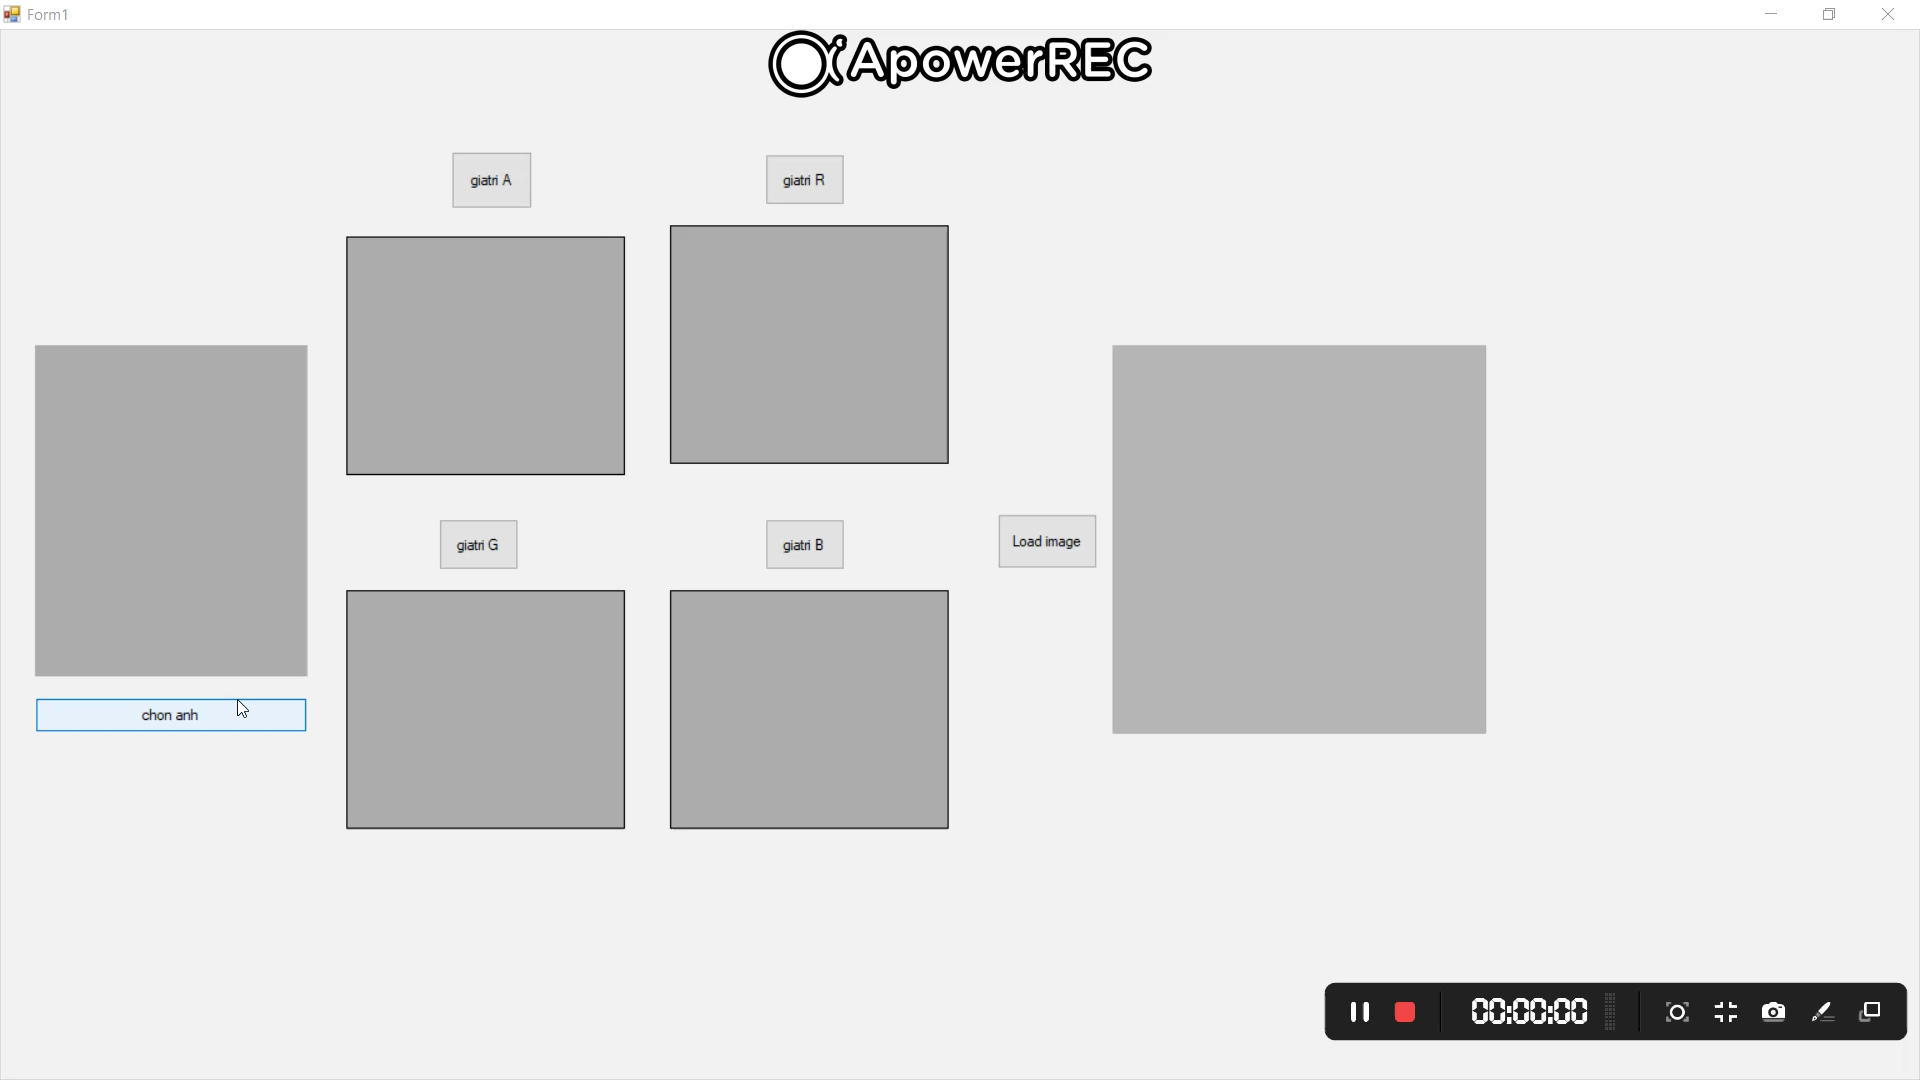 Form1
ApowerREC
giatri A
giatri R
giatri G
giatri B
Load image
chon anh
00:00:00